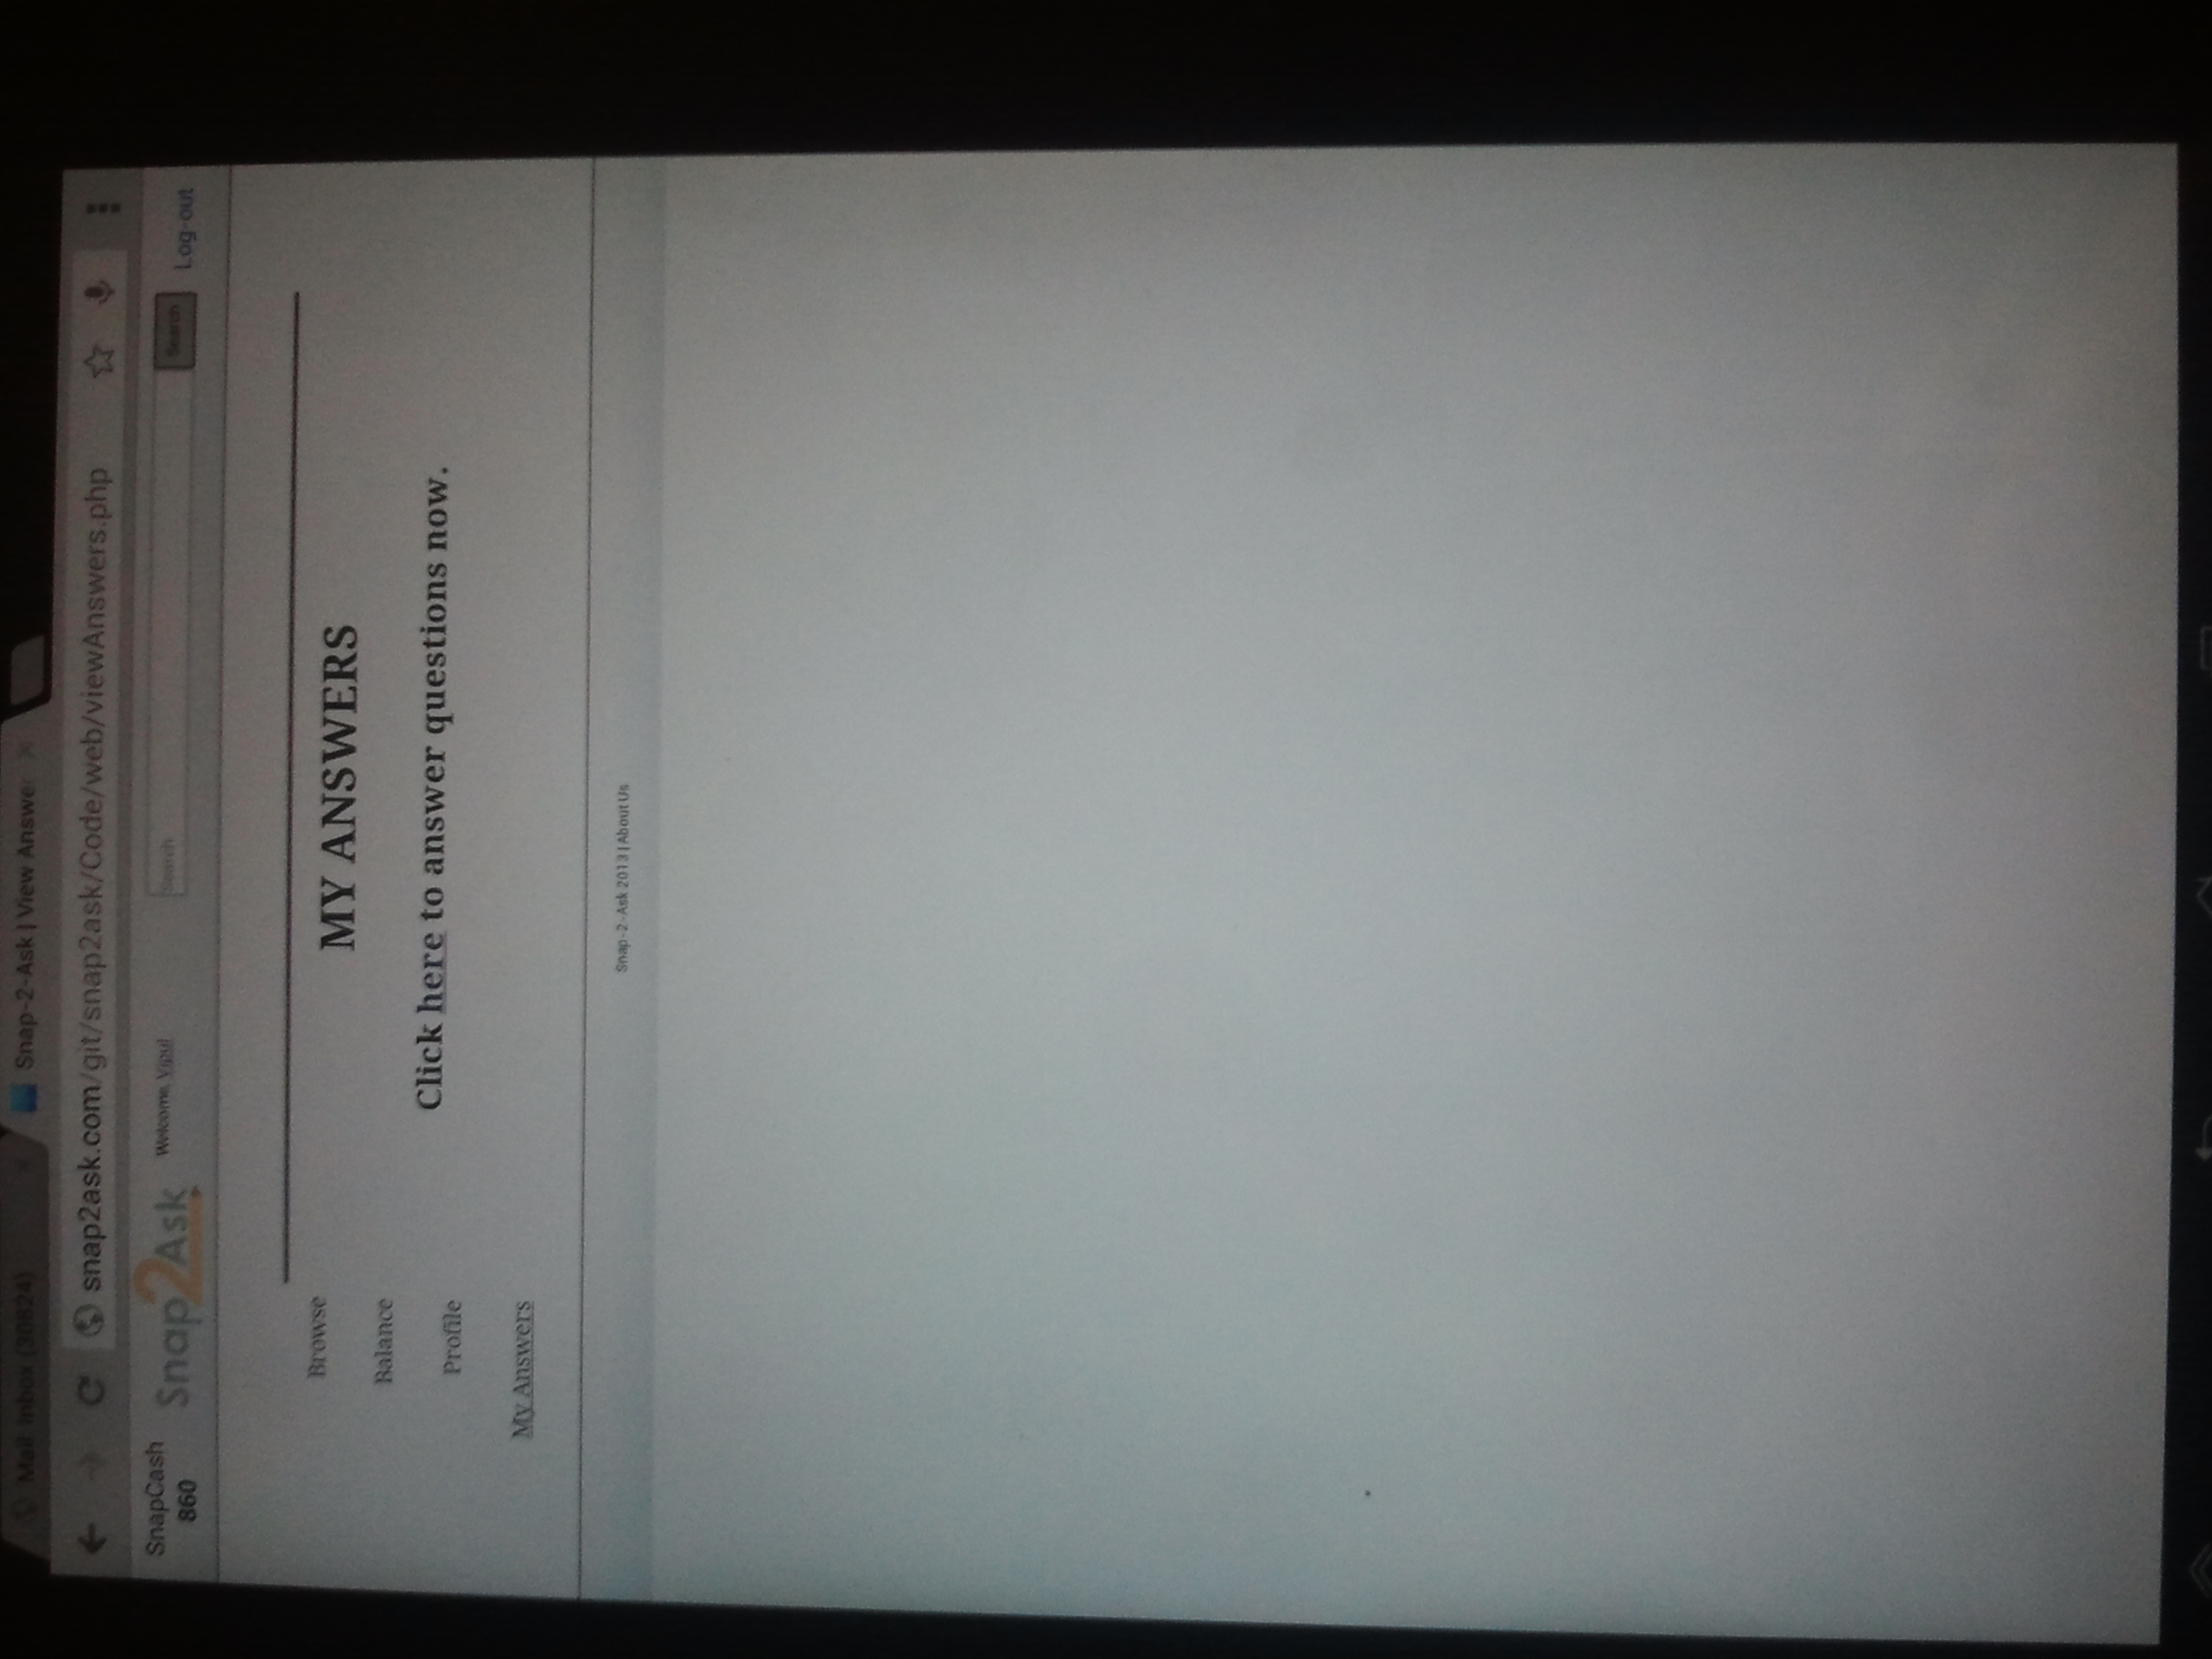 Mail: Inbox (30824)
Snap-2-Ask | View Answer
snap2ask.com/git/snap2ask/Code/web/viewAnswers.php
SnapCash
860
Snap2Ask
Welcome, Vipul
Search
Search
Log-out
Browse
Balance
Profile
My Answers
MY ANSWERS
Click here to answer questions now.
Snap-2-Ask 2013 | About Us